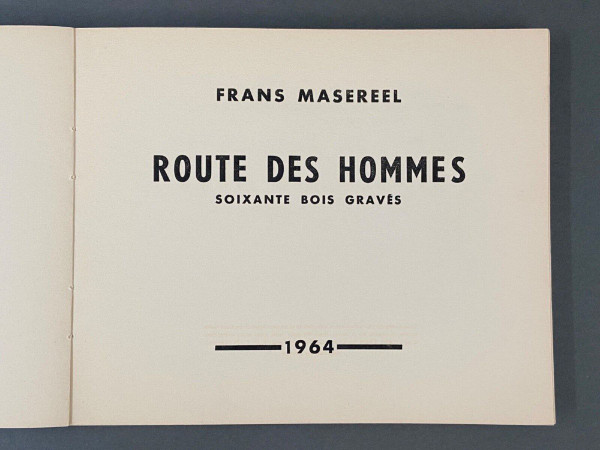 FRANS MASEREEL
ROUTE DES HOMMES
SOIXANTE BOIS GRAVÉS
1964